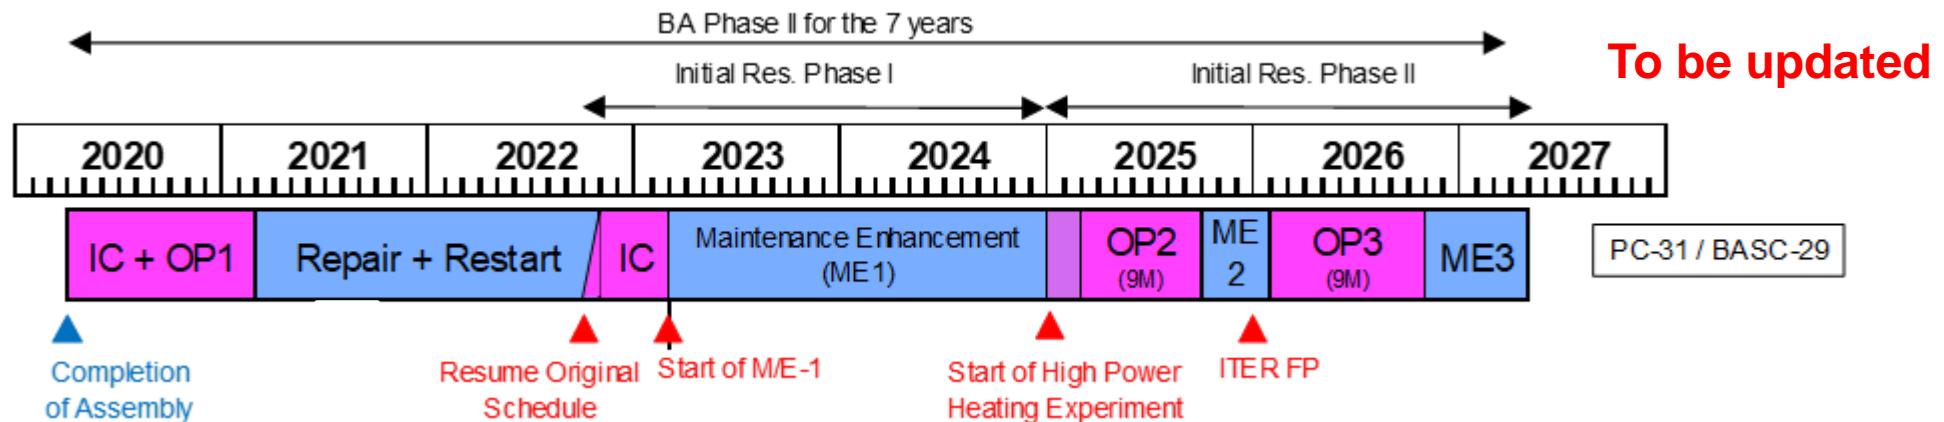 BA Phase II for the 7 years
To be updated
Initial Res. Phase I
Initial Res. Phase II
2020 2021 2022 2023 2024 2025 2026 2027
IC + OP1
Repair + Restart
IC
Maintenance Enhancement
(ME1)
OP2
(9M)
ME
2
OP3
(9M)
ME3
PC-31 / BASC-29
Completion
of Assembly
Resume Original
Schedule
Start of M/E-1
Start of High Power
Heating Experiment
ITER FP